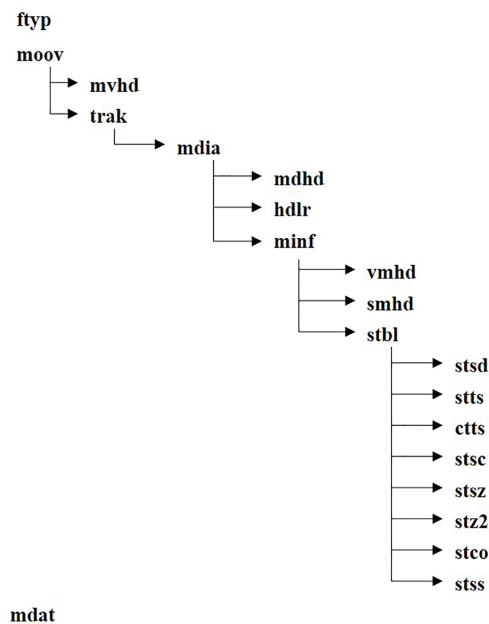 ftyp
moov
mvhd
trak
mdia
mdhd
hdlr
minf
vmhd
smhd
stbl
stsd
stts
ctts
stsc
stsz
stz2
stco
stss
mdat